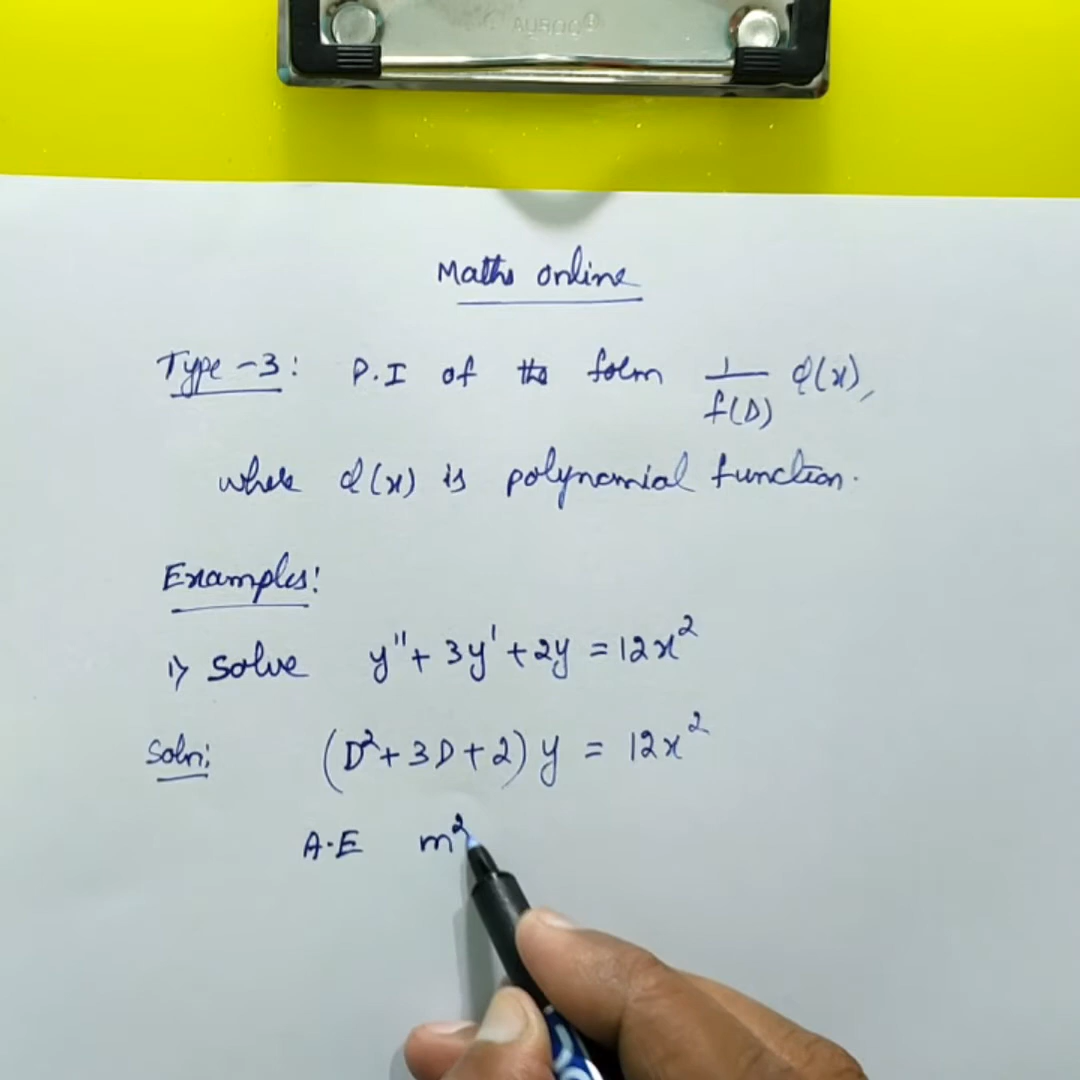 AUROO
Maths online
Type-3: P.I of the form 1/f(D) Q(x),
where Q(x) is polynomial function.
Examples:
1) Solve y"+ 3y' + 2y = 12x²
Soln: (D²+ 3D + 2) y = 12x²
A.E m²